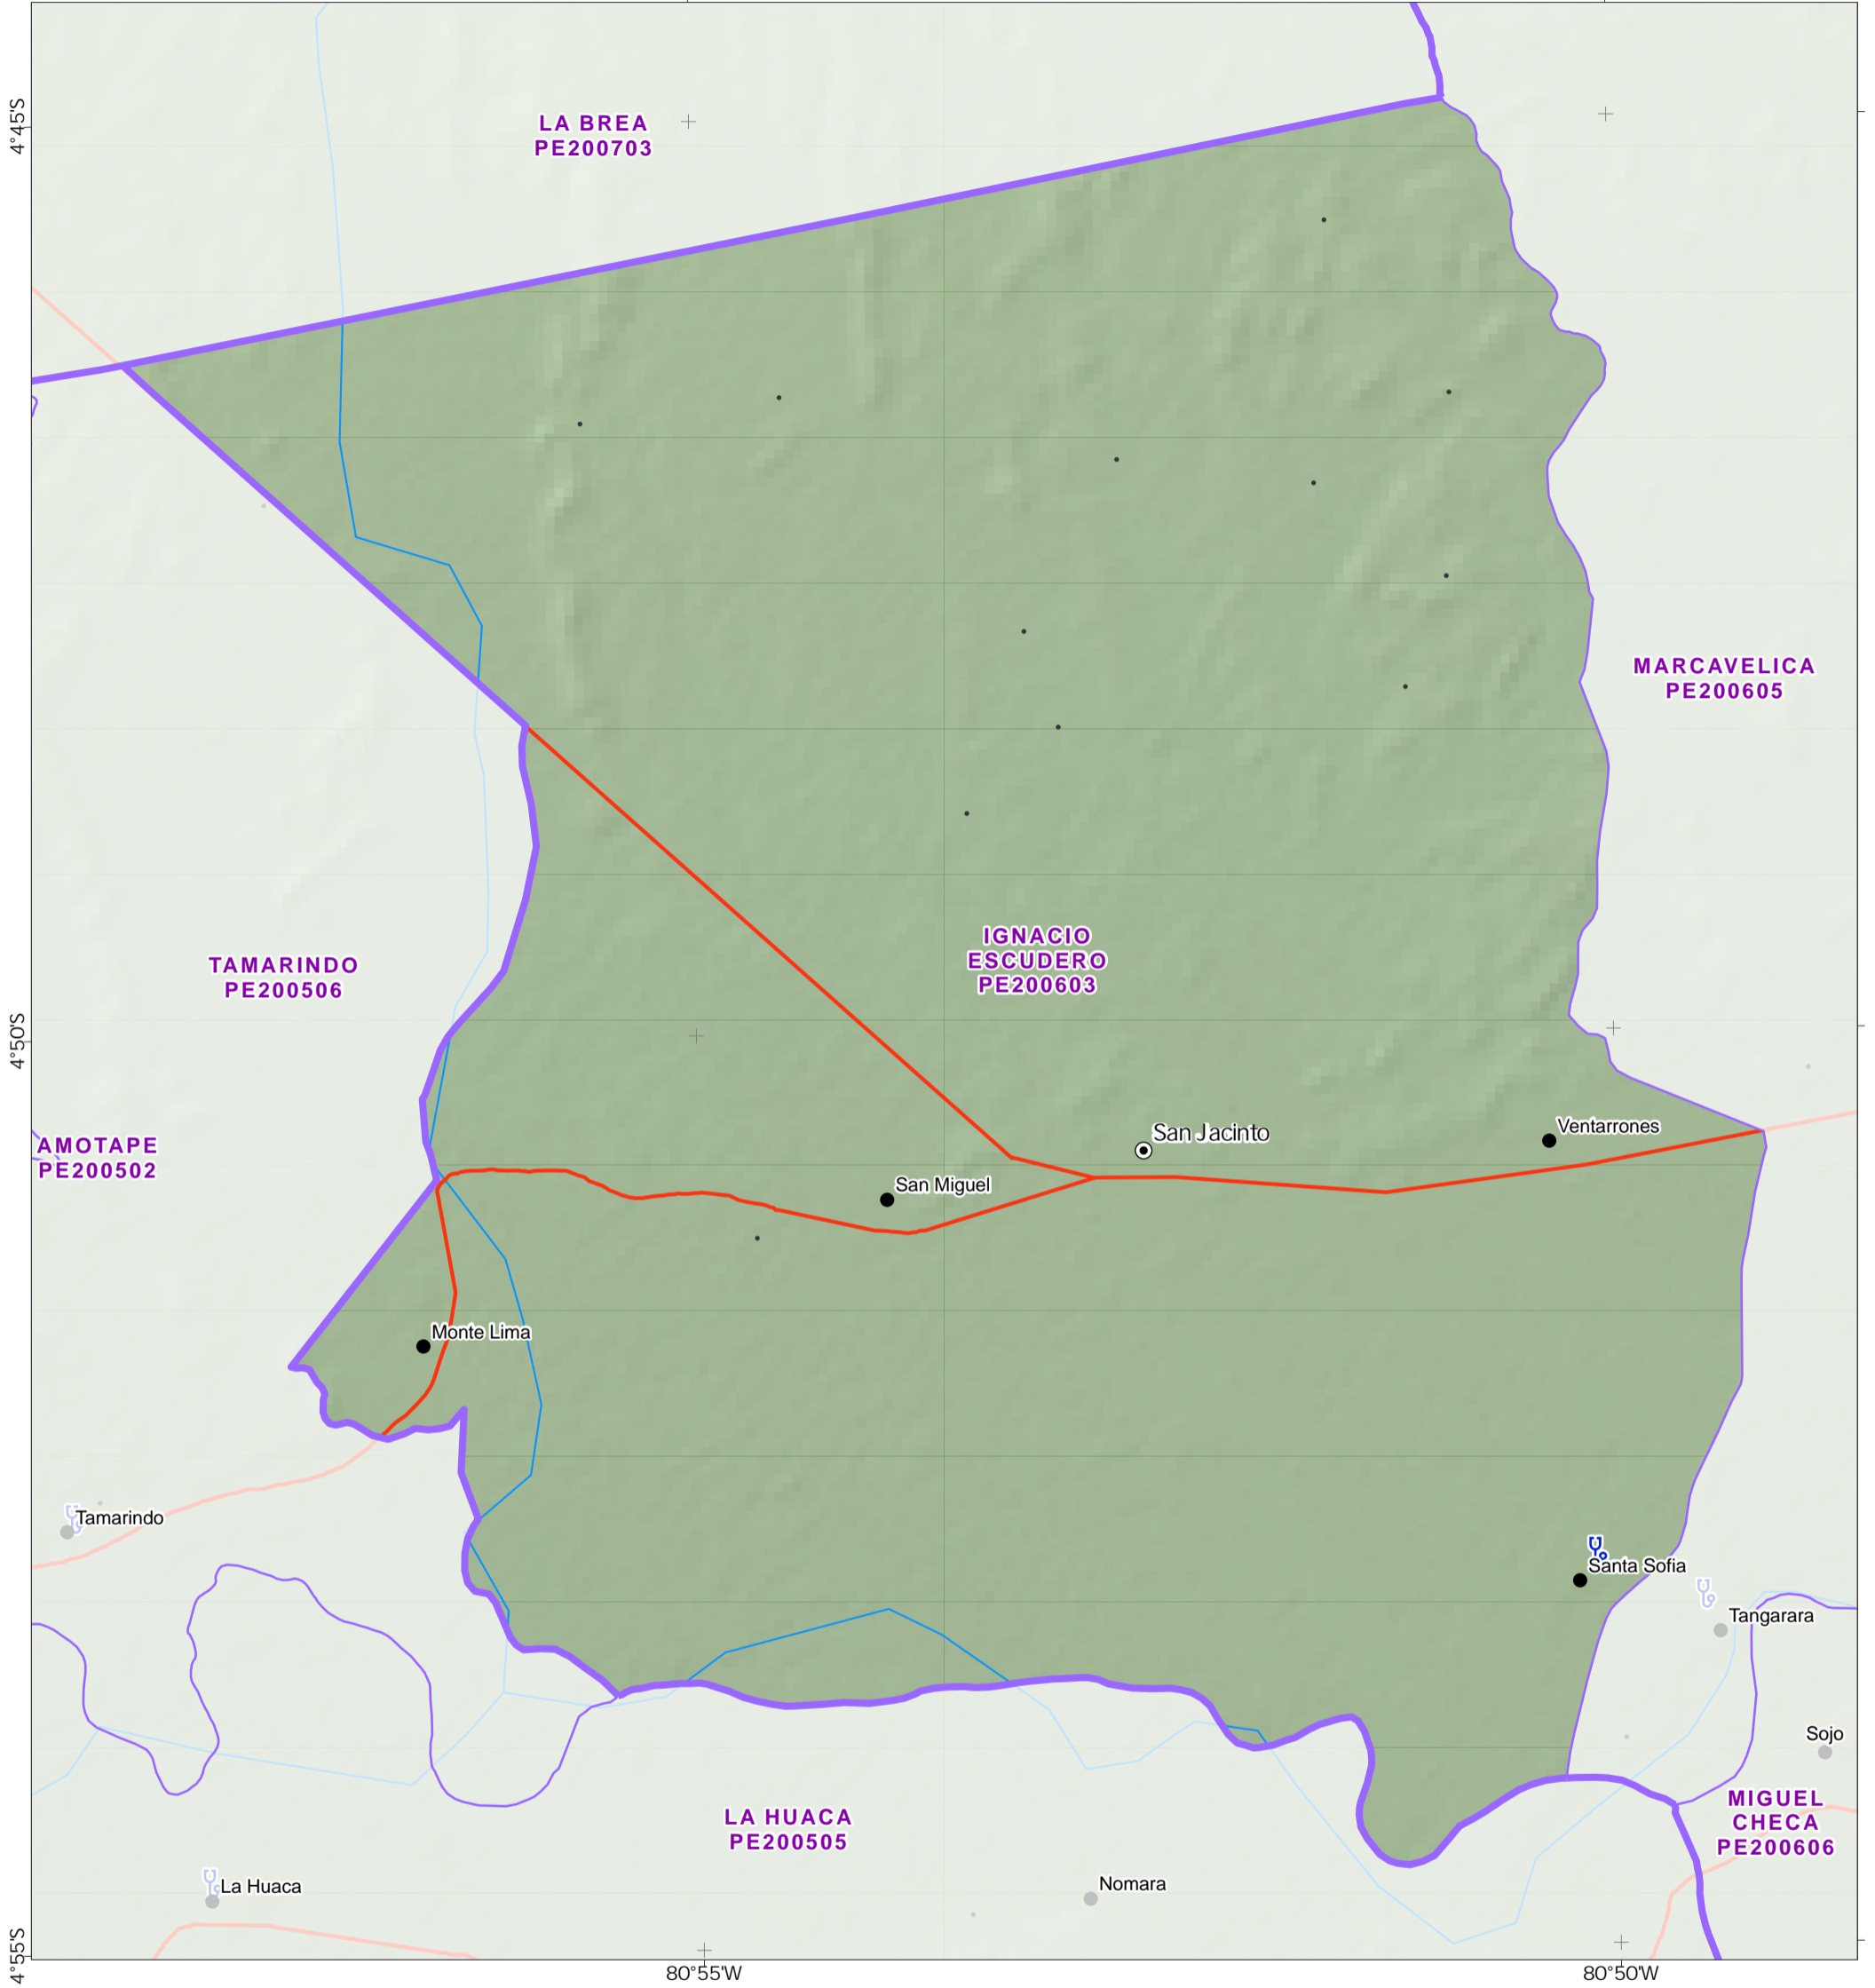 4°45'S
LA BREA
PE200703
MARCAVELICA
PE200605
IGNACIO
ESCUDERO
PE200603
TAMARINDO
PE200506
4°50'S
AMOTAPE
PE200502
San Jacinto
Ventarrones
San Miguel
Monte Lima
Tamarindo
Santa Sofia
Tangarara
Sojo
MIGUEL
CHECA
PE200606
LA HUACA
PE200505
La Huaca
Nomara
4°55'S
80°55'W
80°50'W